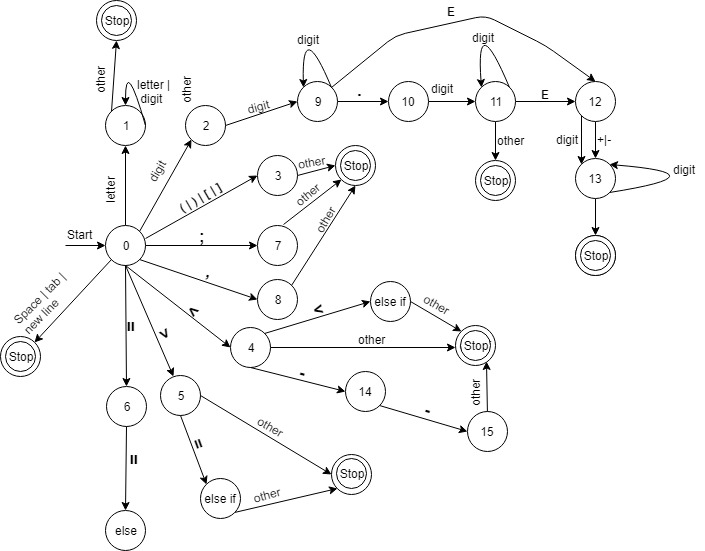 Stop
E
digit
digit
other
letter |
digit
other
1
2
digit
9
.
10
digit
11
E
12
letter
digit
other
digit
+|-
( | ) | [ | ]
3
other
Stop
Stop
13
digit
Start
0
;
7
other
other
Stop
,
8
Space | tab |
new line
Stop
=
>
<
4
<
else if
other
other
Stop
-
14
-
other
15
6
5
=
=
other
else if
other
Stop
else